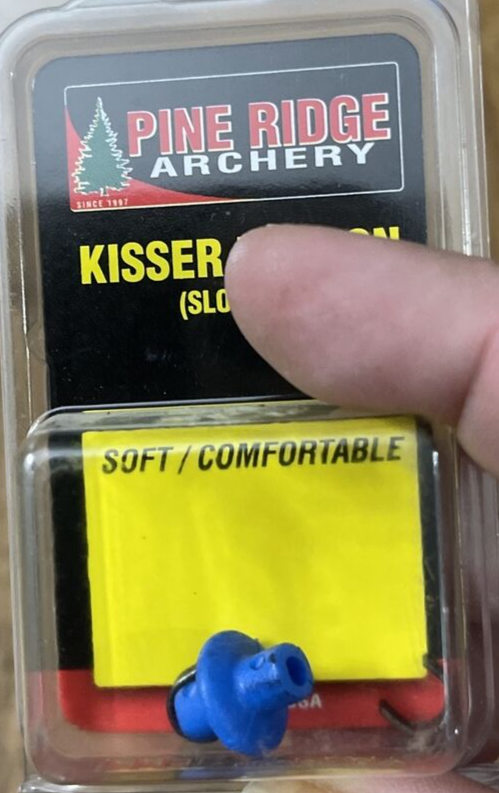 PINE RIDGE
ARCHERY
SINCE 1997
KISSER
SOFT / COMFORTABLE